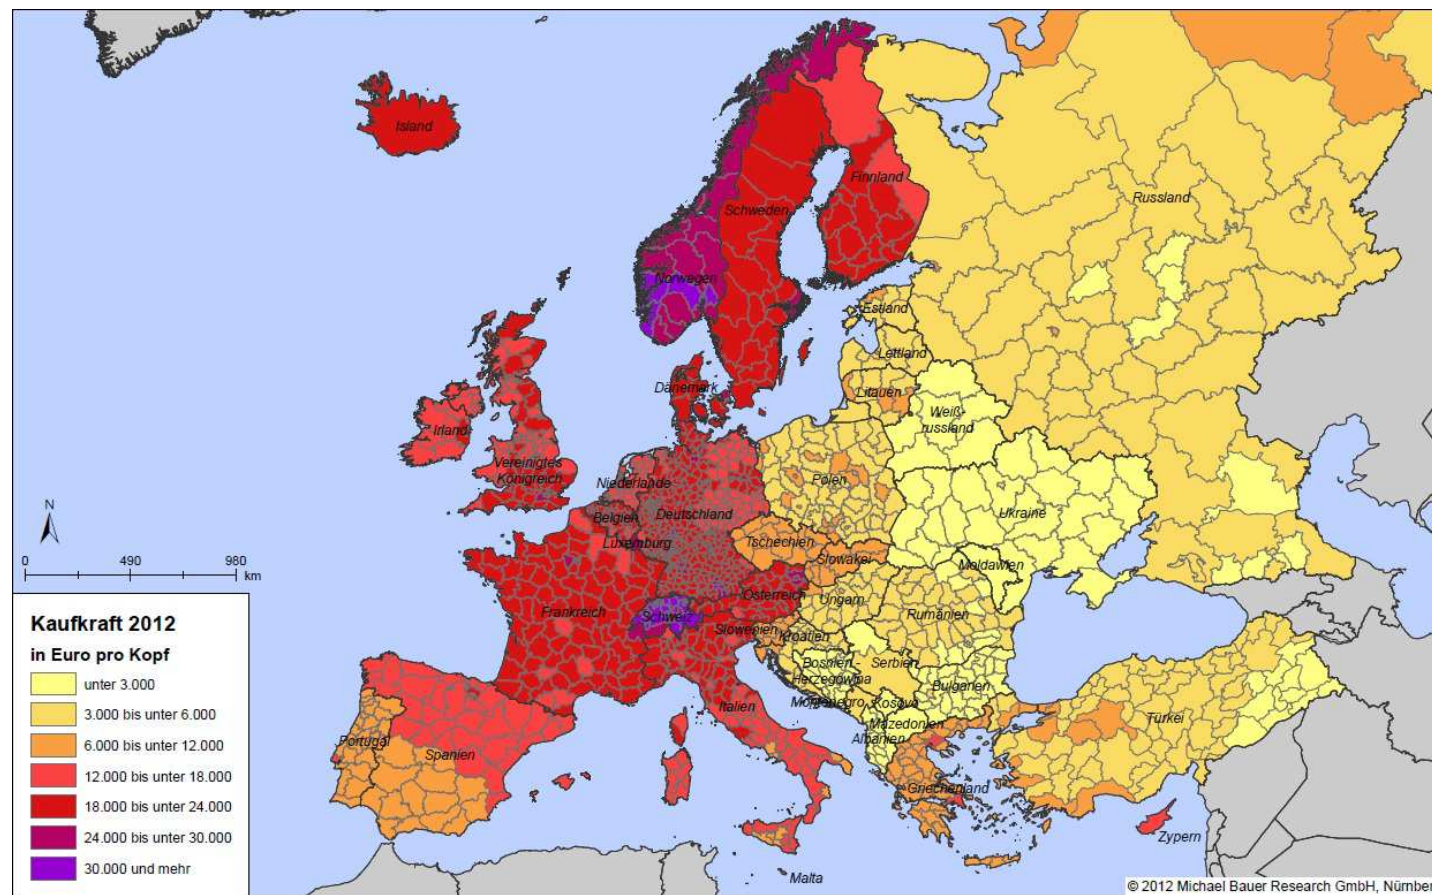 Island
Finnland
Russland
Schweden
Norwegen
Estland
Lettland
Dänemark
Litauen
Weiß-
russland
Irland
Vereinigtes
Königreich
Niederlande
Polen
Belgien
Deutschland
Ukraine
Luxemburg
Tschechien
Slowakei
Moldawien
Österreich
Ungarn
Rumänien
Frankreich
Schweiz
Slowenien
Kroatien
Bosnien -
Herzegowina
Serbien
Bulgarien
Montenegro
Kosovo
Italien
Mazedonien
Albanien
Türkei
Portugal
Spanien
Griechenland
Zypern
Malta
N
0 490 980
km
Kaufkraft 2012
in Euro pro Kopf
unter 3.000
3.000 bis unter 6.000
6.000 bis unter 12.000
12.000 bis unter 18.000
18.000 bis unter 24.000
24.000 bis unter 30.000
30.000 und mehr
© 2012 Michael Bauer Research GmbH, Nürnber